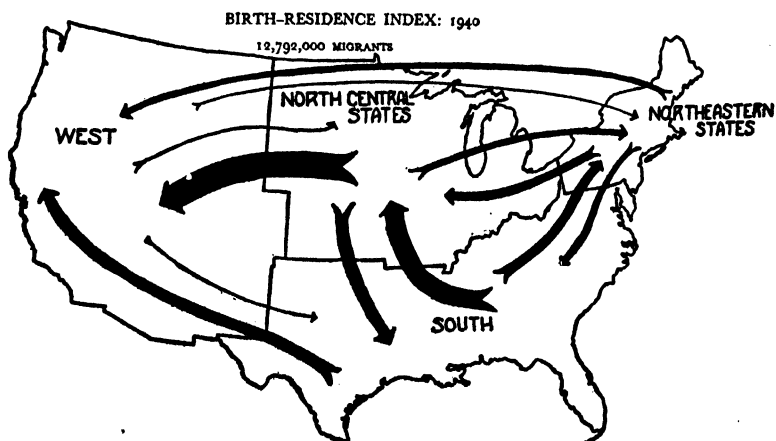 BIRTH-RESIDENCE INDEX: 1940
12,792,000 MIGRANTS
NORTH CENTRAL
STATES
NORTHEASTERN
STATES
WEST
SOUTH